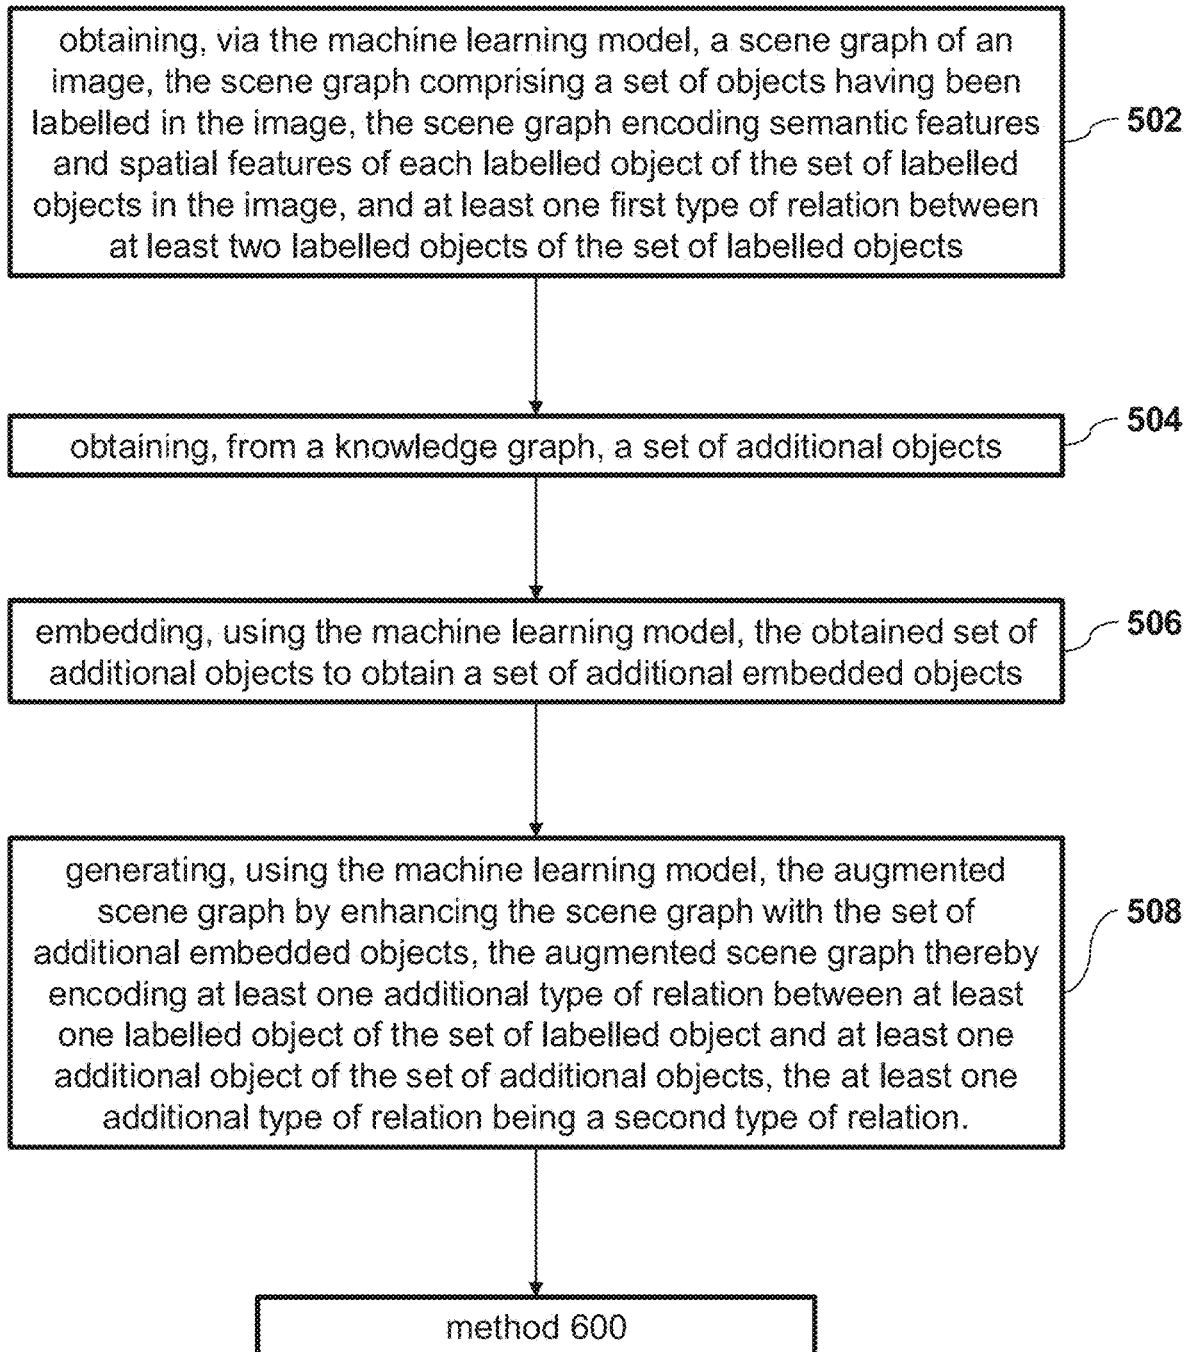 obtaining, via the machine learning model, a scene graph of an
image, the scene graph comprising a set of objects having been
labelled in the image, the scene graph encoding semantic features
and spatial features of each labelled object of the set of labelled
objects in the image, and at least one first type of relation between
at least two labelled objects of the set of labelled objects
502
obtaining, from a knowledge graph, a set of additional objects
504
embedding, using the machine learning model, the obtained set of
additional objects to obtain a set of additional embedded objects
506
generating, using the machine learning model, the augmented
scene graph by enhancing the scene graph with the set of
additional embedded objects, the augmented scene graph thereby
encoding at least one additional type of relation between at least
one labelled object of the set of labelled object and at least one
additional object of the set of additional objects, the at least one
additional type of relation being a second type of relation.
508
method 600